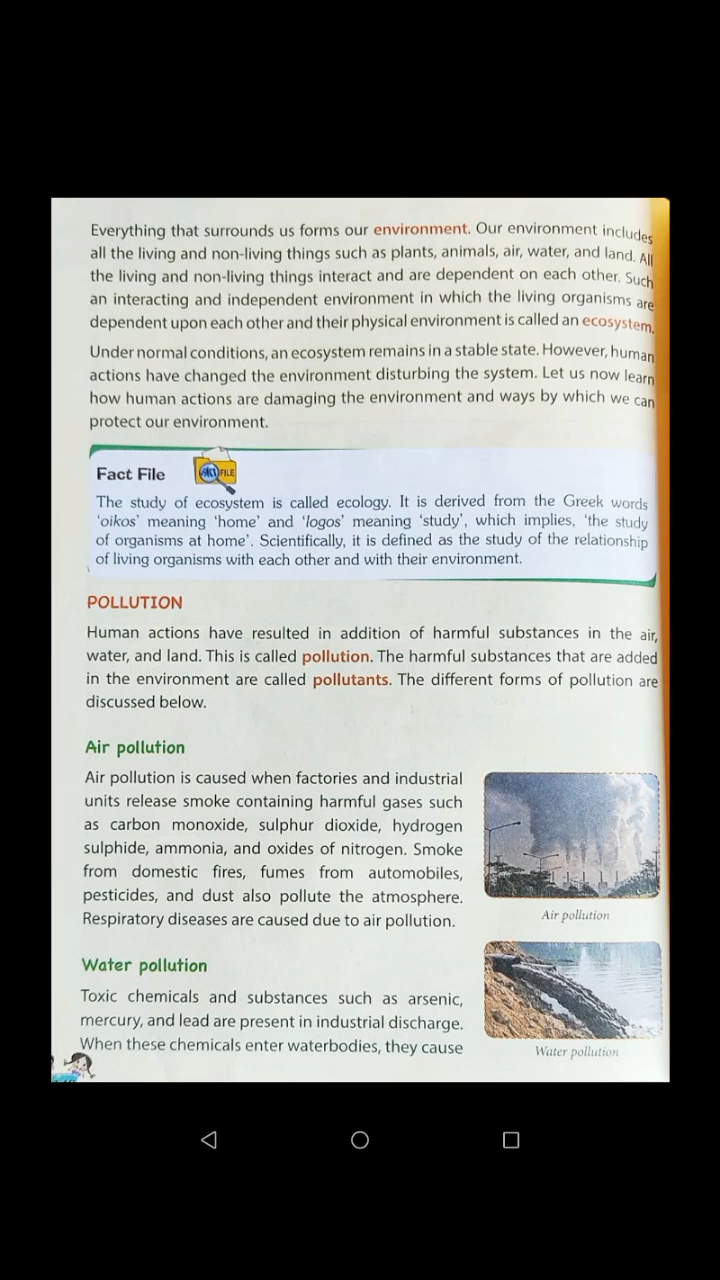 Everything that surrounds us forms our environment. Our environment includes
all the living and non-living things such as plants, animals, air, water, and land. All
the living and non-living things interact and are dependent on each other. Such
an interacting and independent environment in which the living organisms are
dependent upon each other and their physical environment is called an ecosystem.
Under normal conditions, an ecosystem remains in a stable state. However, human
actions have changed the environment disturbing the system. Let us now learn
how human actions are damaging the environment and ways by which we can
protect our environment.
Fact File
FACT FILE
The study of ecosystem is called ecology. It is derived from the Greek words
‘oikos’ meaning ‘home’ and ‘logos’ meaning ‘study’, which implies, ‘the study
of organisms at home’. Scientifically, it is defined as the study of the relationship
of living organisms with each other and with their environment.
POLLUTION
Human actions have resulted in addition of harmful substances in the air,
water, and land. This is called pollution. The harmful substances that are added
in the environment are called pollutants. The different forms of pollution are
discussed below.
Air pollution
Air pollution is caused when factories and industrial
units release smoke containing harmful gases such
as carbon monoxide, sulphur dioxide, hydrogen
sulphide, ammonia, and oxides of nitrogen. Smoke
from domestic fires, fumes from automobiles,
pesticides, and dust also pollute the atmosphere.
Respiratory diseases are caused due to air pollution.
Air pollution
Water pollution
Toxic chemicals and substances such as arsenic,
mercury, and lead are present in industrial discharge.
When these chemicals enter waterbodies, they cause
Water pollution